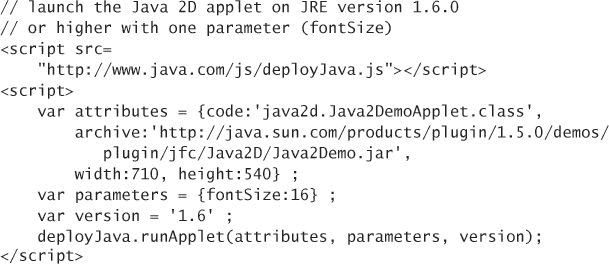 // launch the Java 2D applet on JRE version 1.6.0
// or higher with one parameter (fontSize)
<script src=
"http://www.java.com/js/deployJava.js"></script>
<script>
var attributes = {code:'java2d.Java2DemoApplet.class',
archive:'http://java.sun.com/products/plugin/1.5.0/demos/
plugin/jfc/Java2D/Java2Demo.jar',
width:710, height:540} ;
var parameters = {fontSize:16} ;
var version = '1.6' ;
deployJava.runApplet(attributes, parameters, version);
</script>